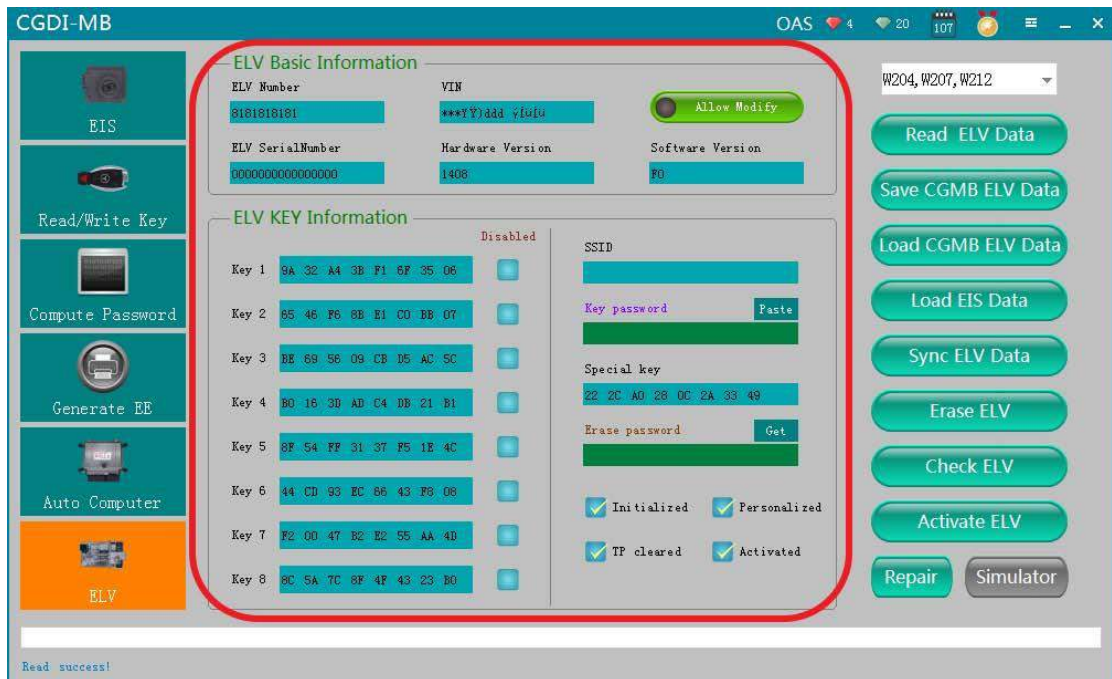 CGDI-MB OAS 4 20 107
EIS
Read/Write Key
Compute Password
Generate EE
Auto Computer
ELV
ELV Basic Information
ELV Number VIN
8181818181 Allow Modify
ELV SerialNumber Hardware Version Software Version
0000000000000000 1408 F0
ELV KEY Information
Disabled
Key 1 9A 32 A4 3B F1 6F 35 06
Key 2 65 46 F6 8B E1 C0 BB 07
Key 3 BE 69 56 09 CB D5 AC 5C
Key 4 B0 16 3D AD C4 DB 21 B1
Key 5 8F 54 FF 31 37 F5 1E 4C
Key 6 44 CD 93 EC 66 43 F8 08
Key 7 F2 00 47 B2 E2 55 AA 4D
Key 8 8C 5A 7C 8F 4F 43 23 B0
SSID
Key password Paste
Special key
22 2C A0 28 0C 2A 33 49
Erase password Get
Initialized Personalized
TP cleared Activated
W204, W207, W212
Read ELV Data
Save CGMB ELV Data
Load CGMB ELV Data
Load EIS Data
Sync ELV Data
Erase ELV
Check ELV
Activate ELV
Repair Simulator
Read success!